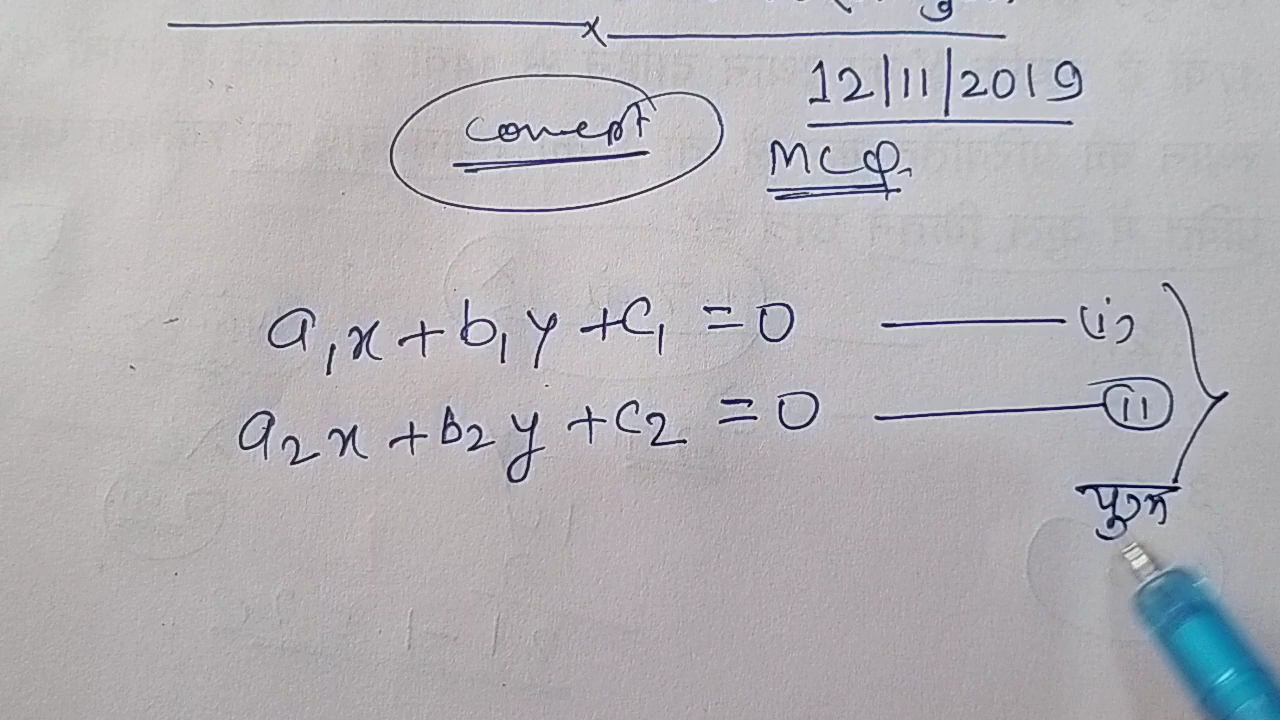 12/11/2019
concept
MCQ
a₁x + b₁y + c₁ = 0 (i)
a₂x + b₂y + c₂ = 0 (ii)
युग्म